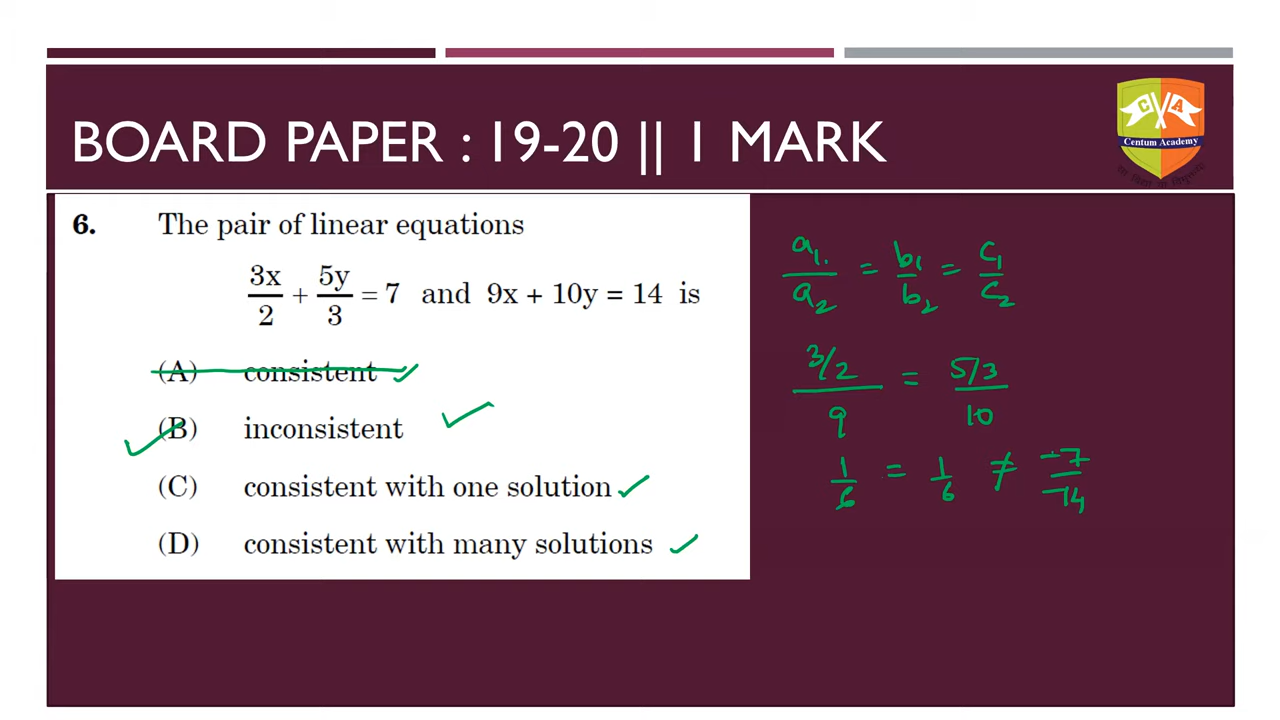 BOARD PAPER : 19-20 || 1 MARK
C A
Centum Academy
6. The pair of linear equations
3x/2 + 5y/3 = 7 and 9x + 10y = 14 is
(A) consistent
(B) inconsistent
(C) consistent with one solution
(D) consistent with many solutions
a1/a2 = b1/b2 = c1/c2
3/2/9 = 5/3/10
1/6 = 1/6 ≠ -7/-14